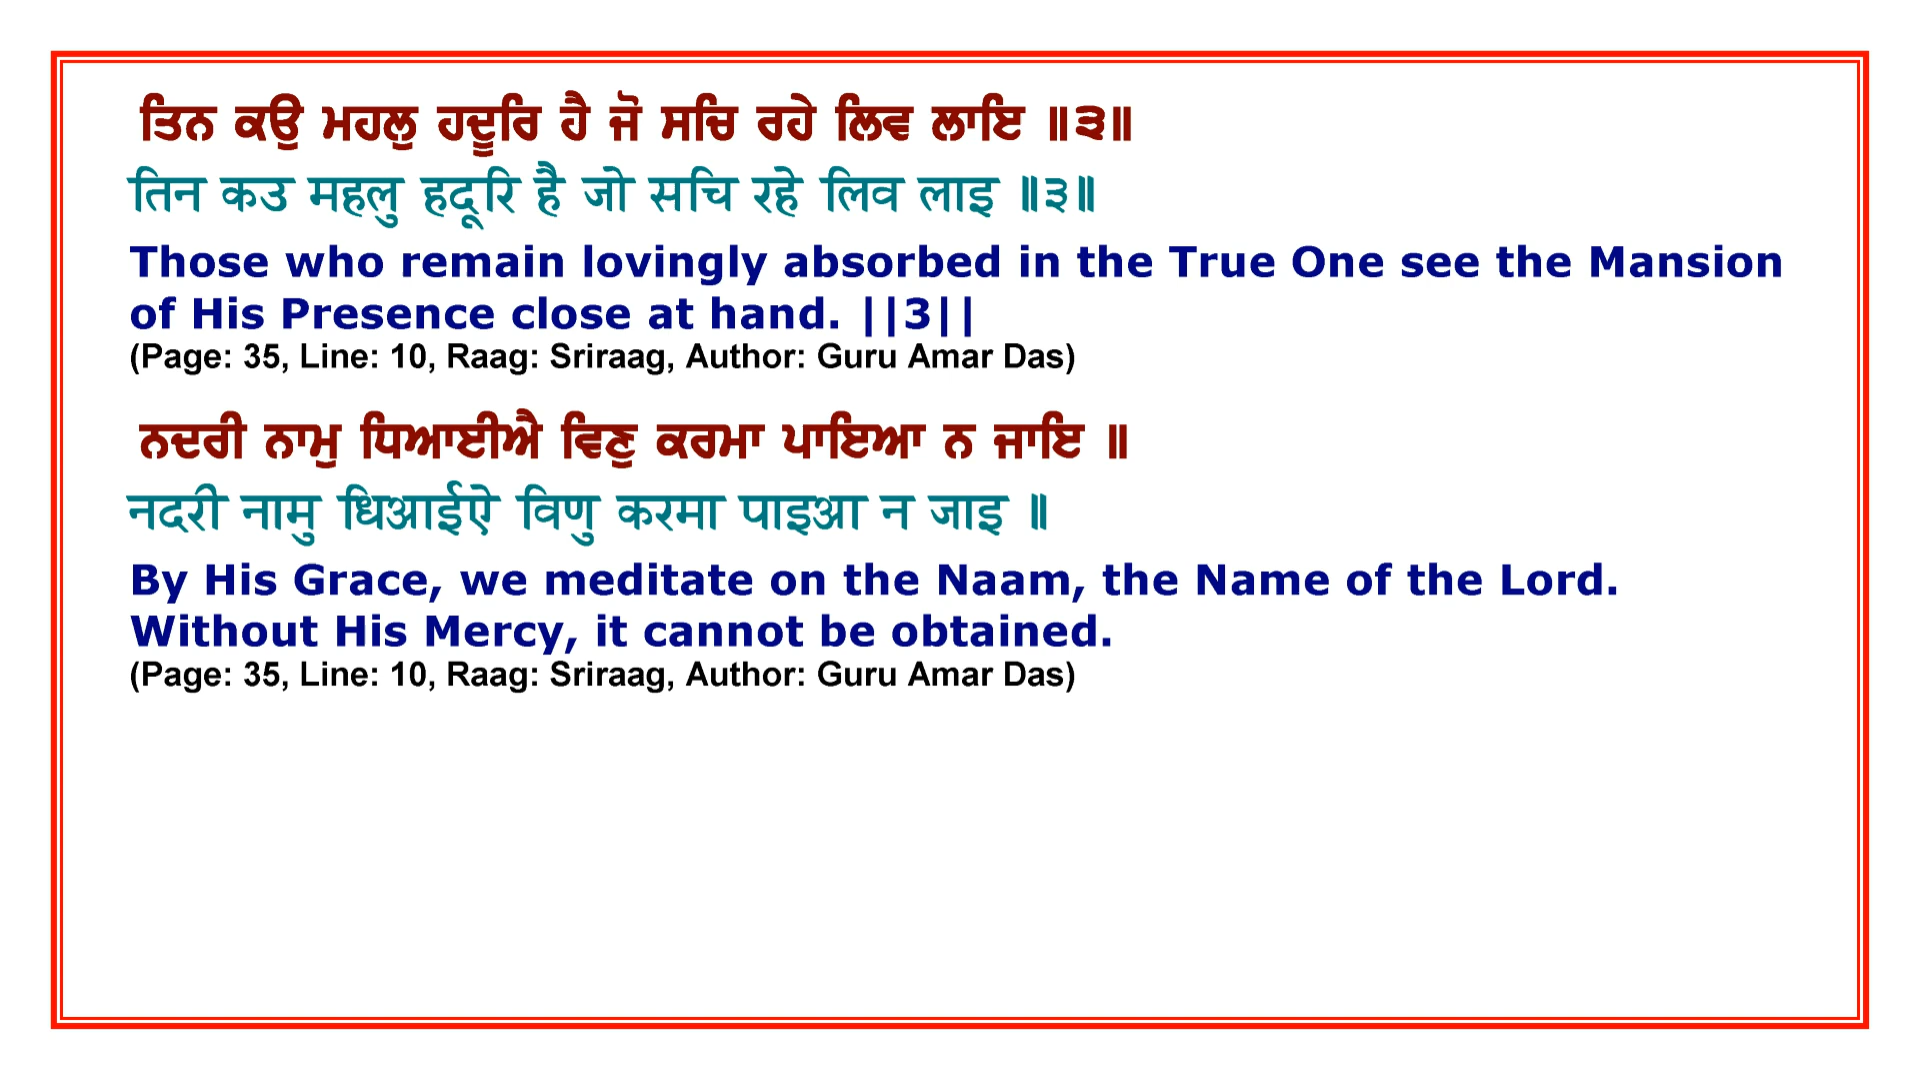 ਤਿਨ ਕਉ ਮਹਲੁ ਹਦੂਰਿ ਹੈ ਜੋ ਸਚਿ ਰਹੇ ਲਿਵ ਲਾਇ ॥੩॥
तिन कउ महलु हदूरि है जो सचि रहे लिव लाइ ॥३॥
Those who remain lovingly absorbed in the True One see the Mansion
of His Presence close at hand. ||3||
(Page: 35, Line: 10, Raag: Sriraag, Author: Guru Amar Das)
ਨਦਰੀ ਨਾਮੁ ਧਿਆਈਐ ਵਿਣੁ ਕਰਮਾ ਪਾਇਆ ਨ ਜਾਇ ॥
नदरी नामु धिआईऐ विणु करमा पाइआ न जाइ ॥
By His Grace, we meditate on the Naam, the Name of the Lord.
Without His Mercy, it cannot be obtained.
(Page: 35, Line: 10, Raag: Sriraag, Author: Guru Amar Das)